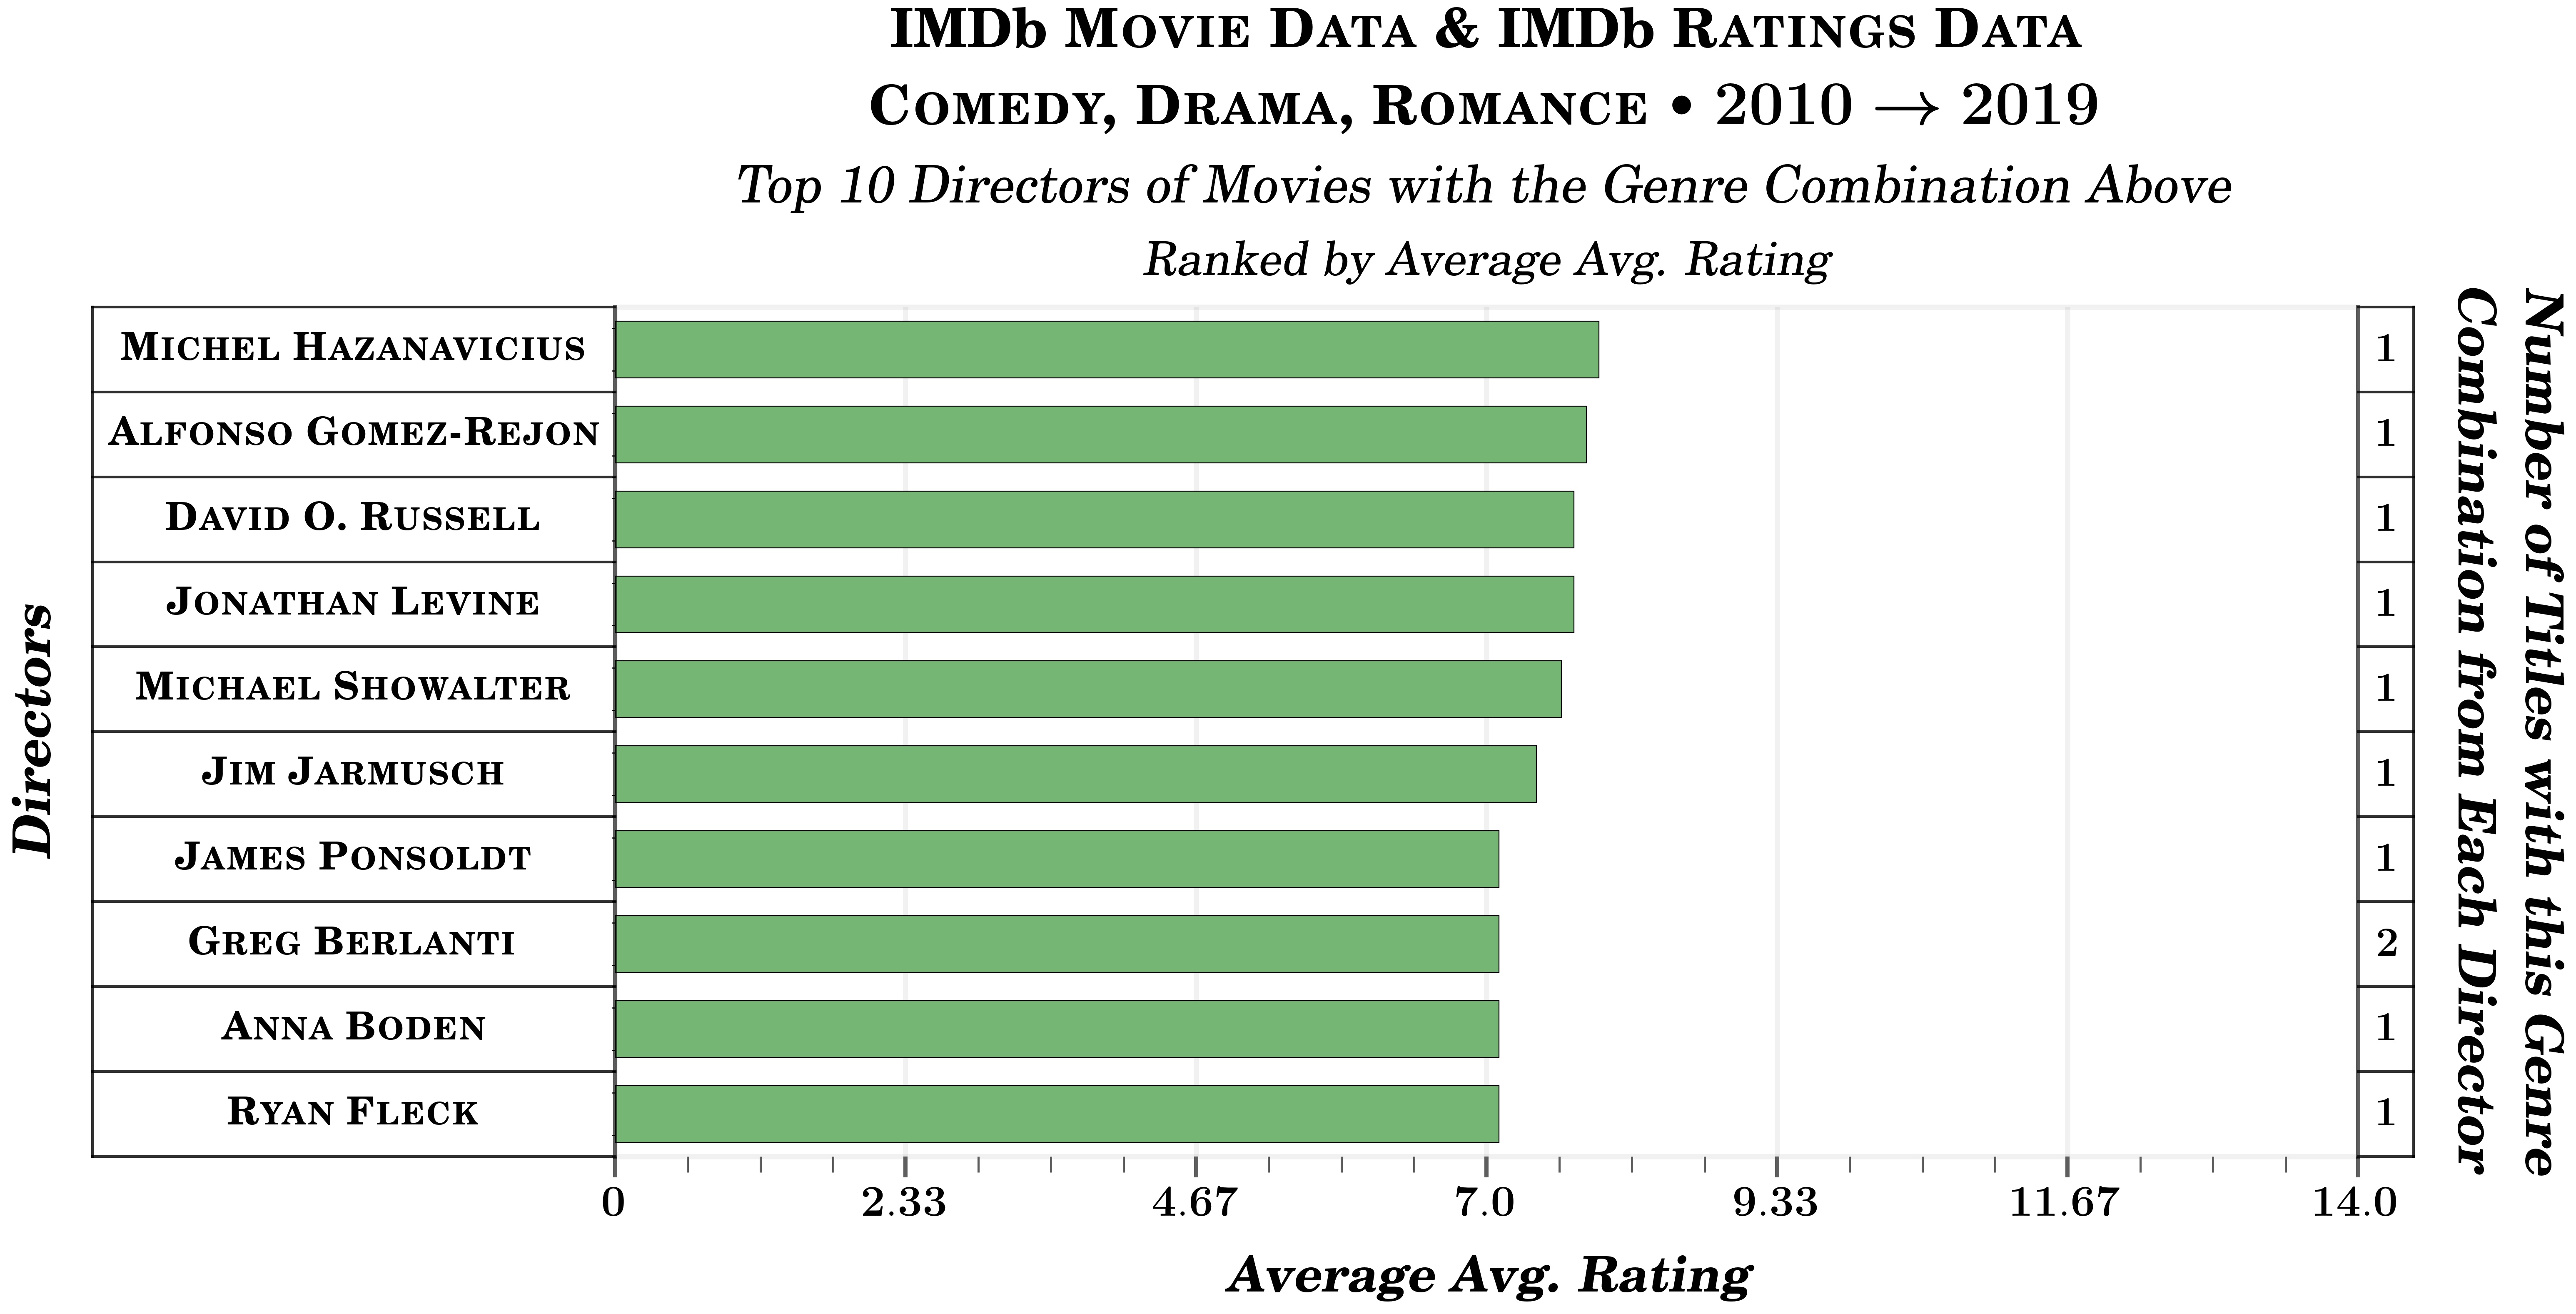 IMDb Movie Data & IMDb Ratings Data
Comedy, Drama, Romance • 2010 → 2019
Top 10 Directors of Movies with the Genre Combination Above
Ranked by Average Avg. Rating
Directors
Michel Hazanavicius 1
Alfonso Gomez-Rejon 1
David O. Russell 1
Jonathan Levine 1
Michael Showalter 1
Jim Jarmusch 1
James Ponsoldt 1
Greg Berlanti 2
Anna Boden 1
Ryan Fleck 1
Number of Titles with this Genre
Combination from Each Director
0 2.33 4.67 7.0 9.33 11.67 14.0
Average Avg. Rating